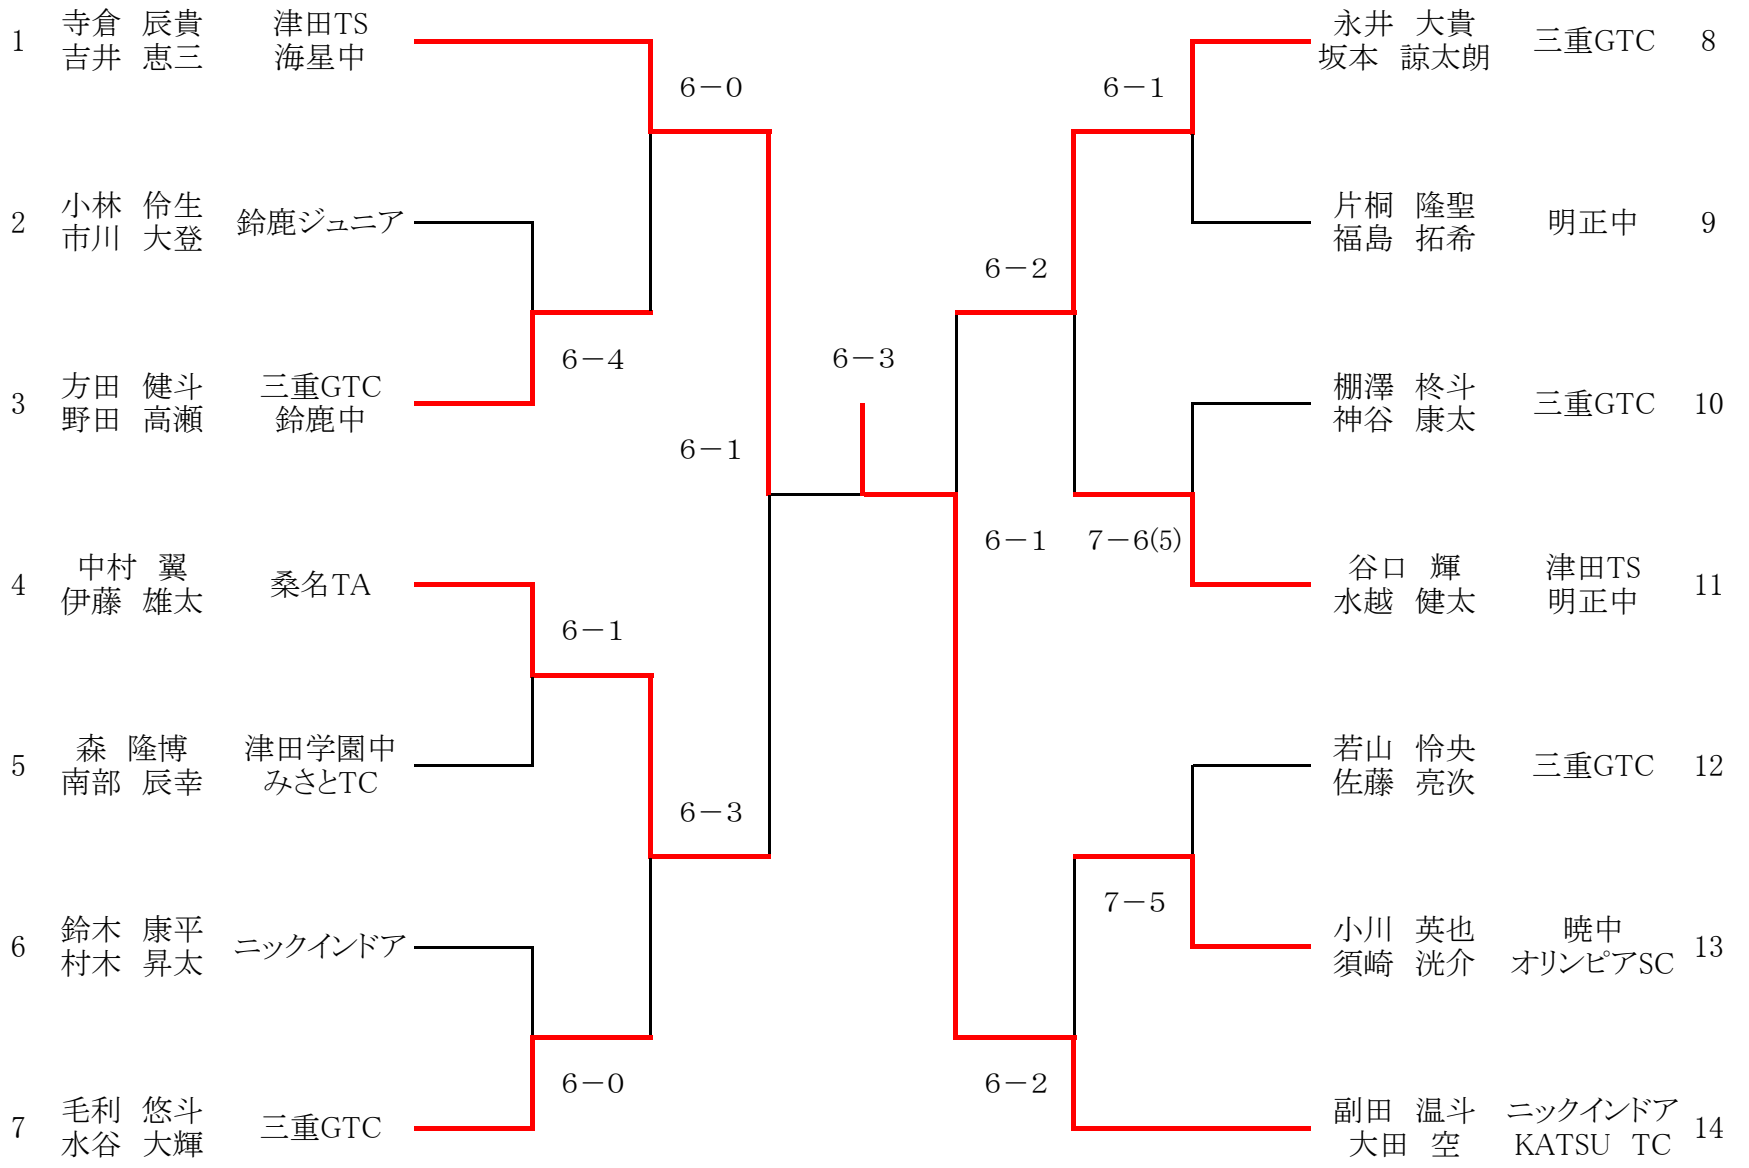 1 寺倉 辰貴 津田TS
吉井 恵三 海星中
2 小林 伶生 鈴鹿ジュニア
市川 大登
3 方田 健斗 三重GTC
野田 高瀬 鈴鹿中
4 中村 翼 桑名TA
伊藤 雄太
5 森 隆博 津田学園中
南部 辰幸 みさとTC
6 鈴木 康平 ニックインドア
村木 昇太
7 毛利 悠斗 三重GTC
水谷 大輝
6-0
6-4
6-1
6-1
6-3
6-0
6-3
6-1
6-2
6-1
7-6(5)
7-5
6-2
永井 大貴 三重GTC 8
坂本 諒太朗
片桐 隆聖 明正中 9
福島 拓希
棚澤 柊斗 三重GTC 10
神谷 康太
谷口 輝 津田TS 11
水越 健太 明正中
若山 怜央 三重GTC 12
佐藤 亮次
小川 英也 暁中 13
須崎 洸介 オリンピアSC
副田 温斗 ニックインドア 14
大田 空 KATSU TC